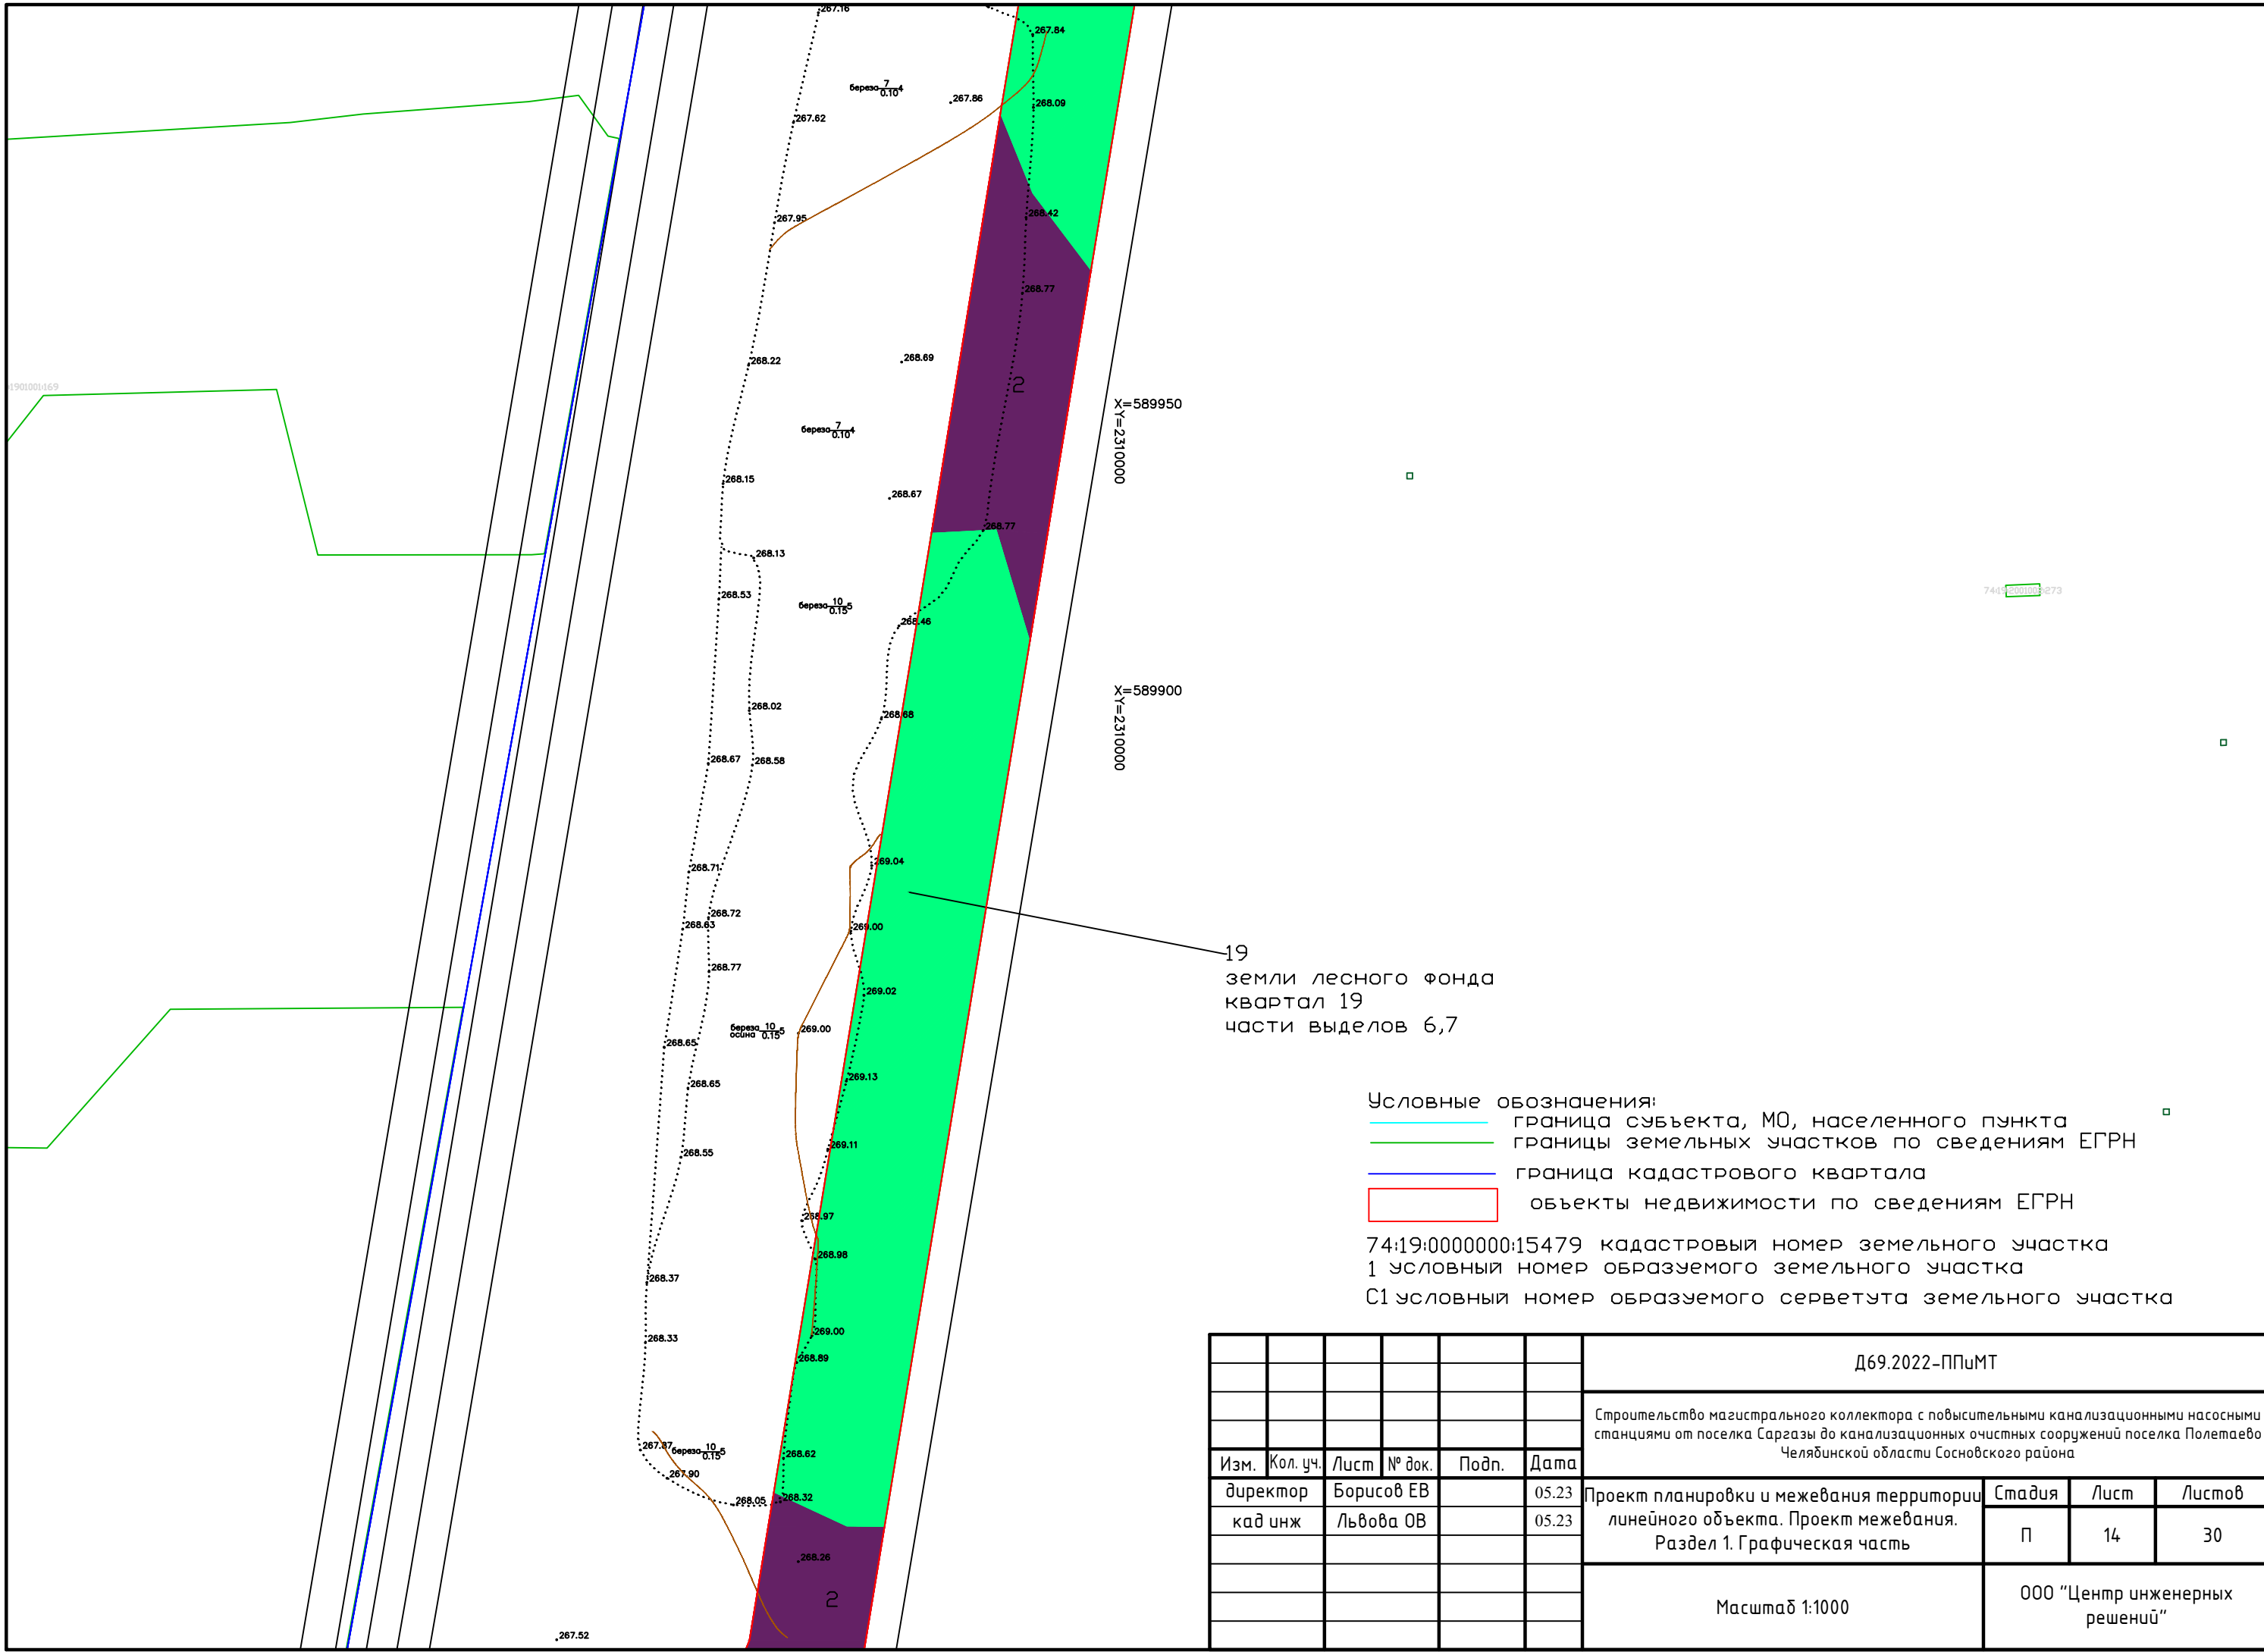 267.16
267.84
береза 7/0.10 4
267.86
268.09
267.62
267.95
268.42
268.77
268.22
268.69
2
1901001:169
X=589950
Y=2310000
береза 7/0.10 4
268.15
268.67
268.77
268.13
268.53
береза 10/0.15 5
268.46
X=589900
Y=2310000
268.02
268.68
268.67
268.58
268.71
269.04
268.72
268.63
269.00
268.77
269.02
19
земли лесного фонда
квартал 19
части выделов 6,7
береза
осина 10/0.15 5
269.00
268.65
269.13
268.65
269.11
268.55
268.97
268.98
268.37
269.00
268.33
268.89
267.87
береза 10/0.15 5
268.62
267.90
268.05
268.32
268.26
2
267.52
Условные обозначения:
граница субъекта, МО, населенного пункта
границы земельных участков по сведениям ЕГРН
граница кадастрового квартала
объекты недвижимости по сведениям ЕГРН
74:19:0000000:15479 кадастровый номер земельного участка
1 условный номер образуемого земельного участка
С1 условный номер образуемого серветута земельного участка
Д69.2022-ППиМТ
Строительство магистрального коллектора с повысительными канализационными насосными
станциями от поселка Саргазы до канализационных очистных сооружений поселка Полетаево
Челябинской области Сосновского района
Изм. Кол. уч. Лист № док. Подп. Дата
директор Борисов ЕВ 05.23
кад инж Львова ОВ 05.23
Проект планировки и межевания территории
линейного объекта. Проект межевания.
Раздел 1. Графическая часть
Стадия Лист Листов
П 14 30
Масштаб 1:1000
ООО "Центр инженерных
решений"